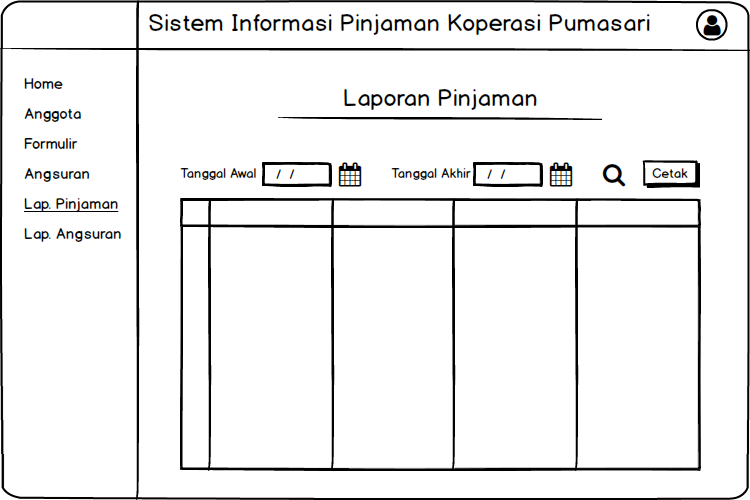 Sistem Informasi Pinjaman Koperasi Pumasari
Home
Anggota
Formulir
Angsuran
Lap. Pinjaman
Lap. Angsuran
Laporan Pinjaman
Tanggal Awal / / Tanggal Akhir / / Cetak